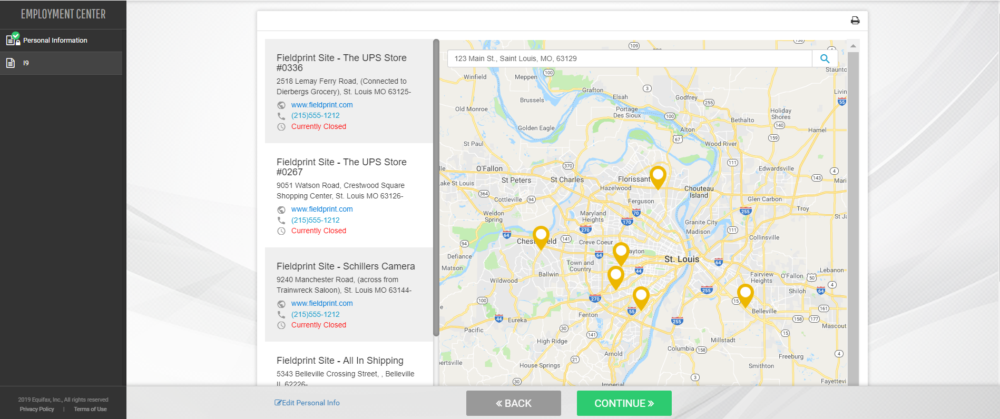 EMPLOYMENT CENTER
Personal Information
I9
2019 Equifax, Inc., All rights reserved
Privacy Policy | Terms of Use
Fieldprint Site - The UPS Store
#0336
2518 Lemay Ferry Road, (Connected to
Dierbergs Grocery), St. Louis MO 63125-
www.fieldprint.com
(215)555-1212
Currently Closed
Fieldprint Site - The UPS Store
#0267
9051 Watson Road, Crestwood Square
Shopping Center, St. Louis MO 63126-
www.fieldprint.com
(215)555-1212
Currently Closed
Fieldprint Site - Schillers Camera
9240 Manchester Road, (across from
Trainwreck Saloon), St. Louis MO 63144-
www.fieldprint.com
(215)555-1212
Currently Closed
Fieldprint Site - All In Shipping
5343 Belleville Crossing Street, , Belleville
IL 62226-
123 Main St., Saint Louis, MO, 63129
109
100
Staunto
Winfield
Meppen
3
Grafton
Elsah
Godfrey
255
Livin
55
Brussels
Old Monroe
Portage
Des Sioux
100
Holiday
Shores
Bethalto
140
Golden Eagle
Alton
Hamel
67
159
St Paul
Wood River
111
370
O'Fallon
Edwardsville
4
143
St Peters
St Charles
Florissant
Mari
ake St Louis
Hazelwood
Chouteau
Island
364
Cottleville
94
Ferguson
Glen Carbon
Troy
Weldon
Spring
Maryland
Heights
70
170
255
St Ja
270
Granite City
Madison
111
64
Chesterfield
141
Creve Coeur
Collinsville
94
Defiance
64
ayton
St. Louis
64
Matson
Town and
Country
44
Lebanon
Ballwin
Fairview
Heights
O'Fallon
50
Wildwood
4
255
Shiloh
64
100
270
15
161
55
Belleville
Fenton
44
Eureka
255
158
177
Mascout
Pacific
30
141
15
High Ridge
Millstadt
Arnold
Columbia
158
4
Freeburg
21
ertsville
House Springs
Smithton
3
30
Fayettevi
Imperial
Edit Personal Info
BACK
CONTINUE